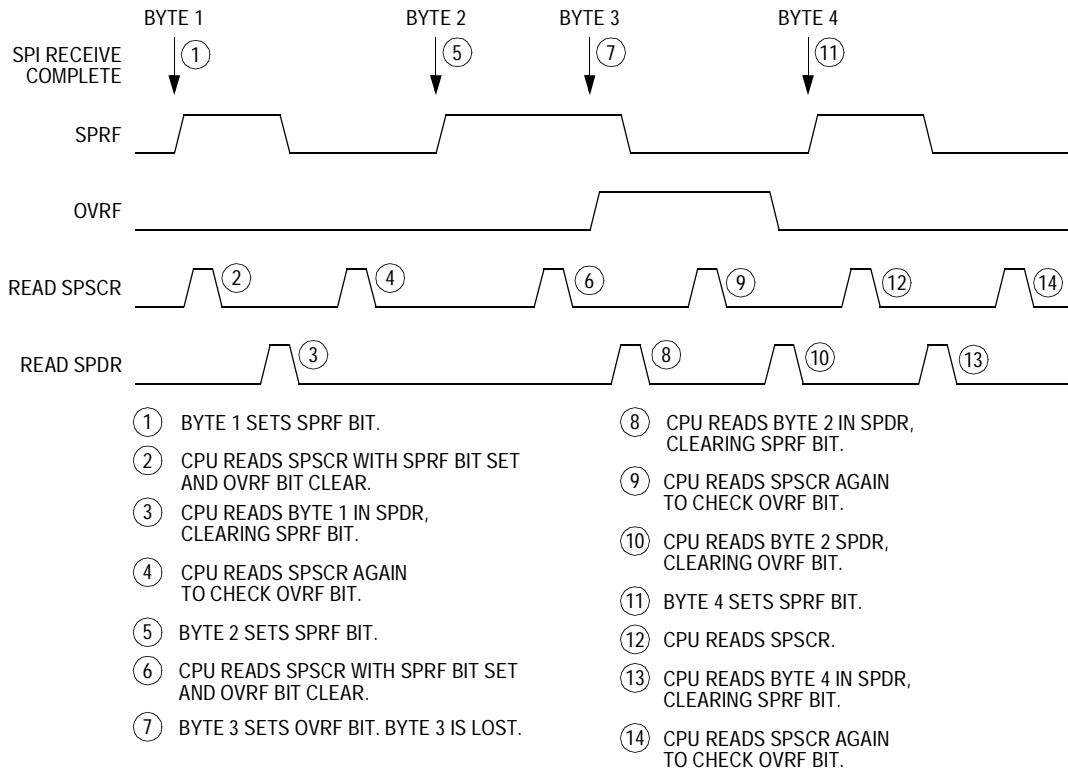 BYTE 1 BYTE 2 BYTE 3 BYTE 4
SPI RECEIVE
COMPLETE
1 5 7 11
SPRF
OVRF
READ SPSCR
2 4 6 9 12 14
READ SPDR
3 8 10 13
1 BYTE 1 SETS SPRF BIT.
2 CPU READS SPSCR WITH SPRF BIT SET
AND OVRF BIT CLEAR.
3 CPU READS BYTE 1 IN SPDR,
CLEARING SPRF BIT.
4 CPU READS SPSCR AGAIN
TO CHECK OVRF BIT.
5 BYTE 2 SETS SPRF BIT.
6 CPU READS SPSCR WITH SPRF BIT SET
AND OVRF BIT CLEAR.
7 BYTE 3 SETS OVRF BIT. BYTE 3 IS LOST.
8 CPU READS BYTE 2 IN SPDR,
CLEARING SPRF BIT.
9 CPU READS SPSCR AGAIN
TO CHECK OVRF BIT.
10 CPU READS BYTE 2 SPDR,
CLEARING OVRF BIT.
11 BYTE 4 SETS SPRF BIT.
12 CPU READS SPSCR.
13 CPU READS BYTE 4 IN SPDR,
CLEARING SPRF BIT.
14 CPU READS SPSCR AGAIN
TO CHECK OVRF BIT.